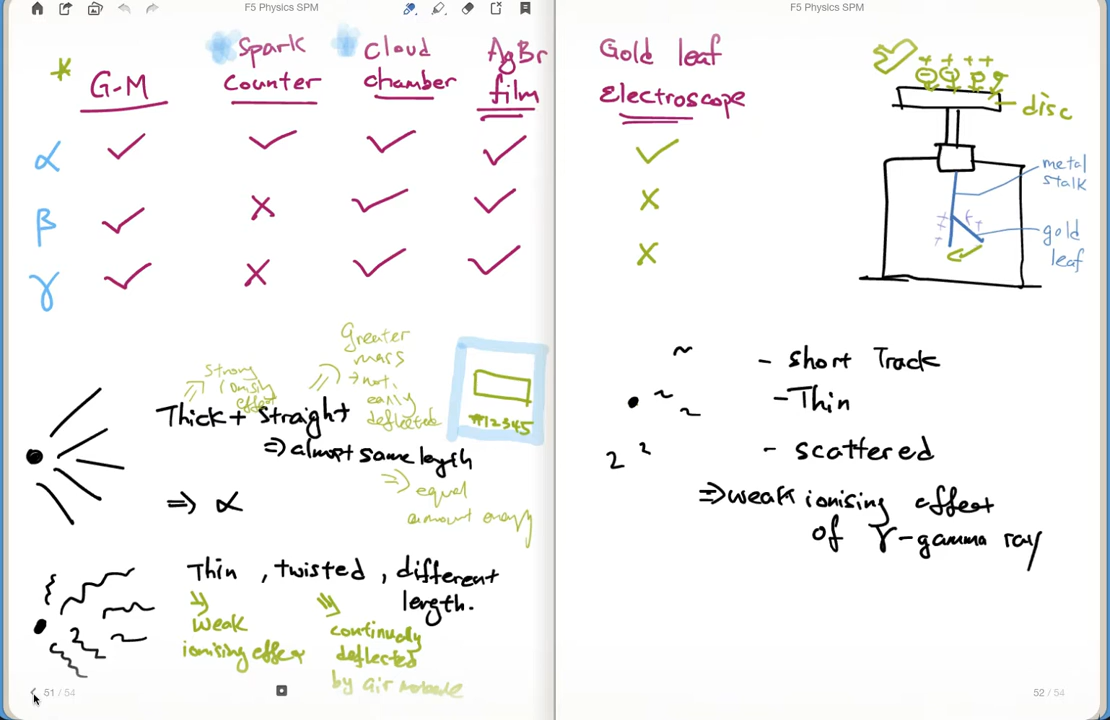 F5 Physics SPM
G-M
Spark
Counter
Cloud
chamber
AgBr
film
α
β
γ
Strong
ionising
effect
Greater
mass
→ not
easily
deflected
Thick + straight
⇒ almost same length
⇒ equal
amount energy
12345
⇒ α
Thin , twisted , different
length.
weak
ionising effect
continuously
deflected
by air
51 / 54
F5 Physics SPM
Gold leaf
Electroscope
+ + + +
disc
metal
stalk
gold
leaf
- short Track
- Thin
- scattered
⇒ weak ionising effect
of γ-gamma ray
52 / 54